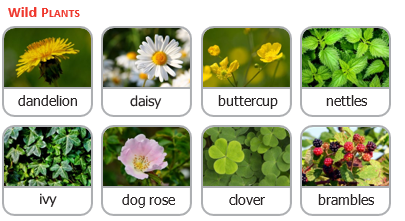 Wild Plants
dandelion daisy buttercup nettles
ivy dog rose clover brambles